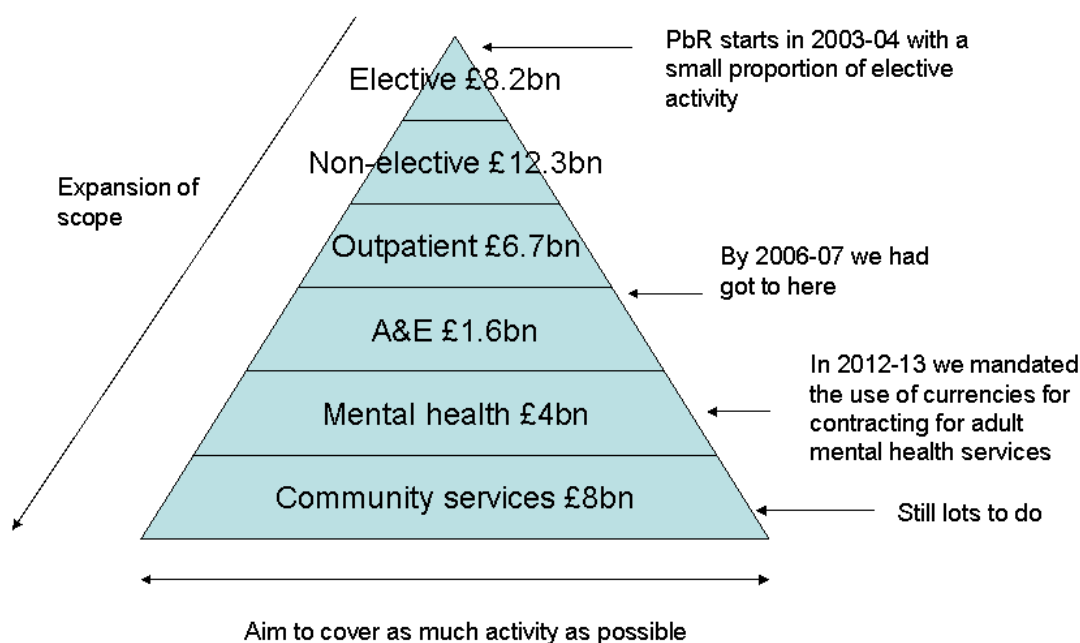 PbR starts in 2003-04 with a
small proportion of elective
activity
Elective £8.2bn
Non-elective £12.3bn
Expansion of
scope
Outpatient £6.7bn
By 2006-07 we had
got to here
A&E £1.6bn
In 2012-13 we mandated
the use of currencies for
contracting for adult
mental health services
Mental health £4bn
Community services £8bn
Still lots to do
Aim to cover as much activity as possible